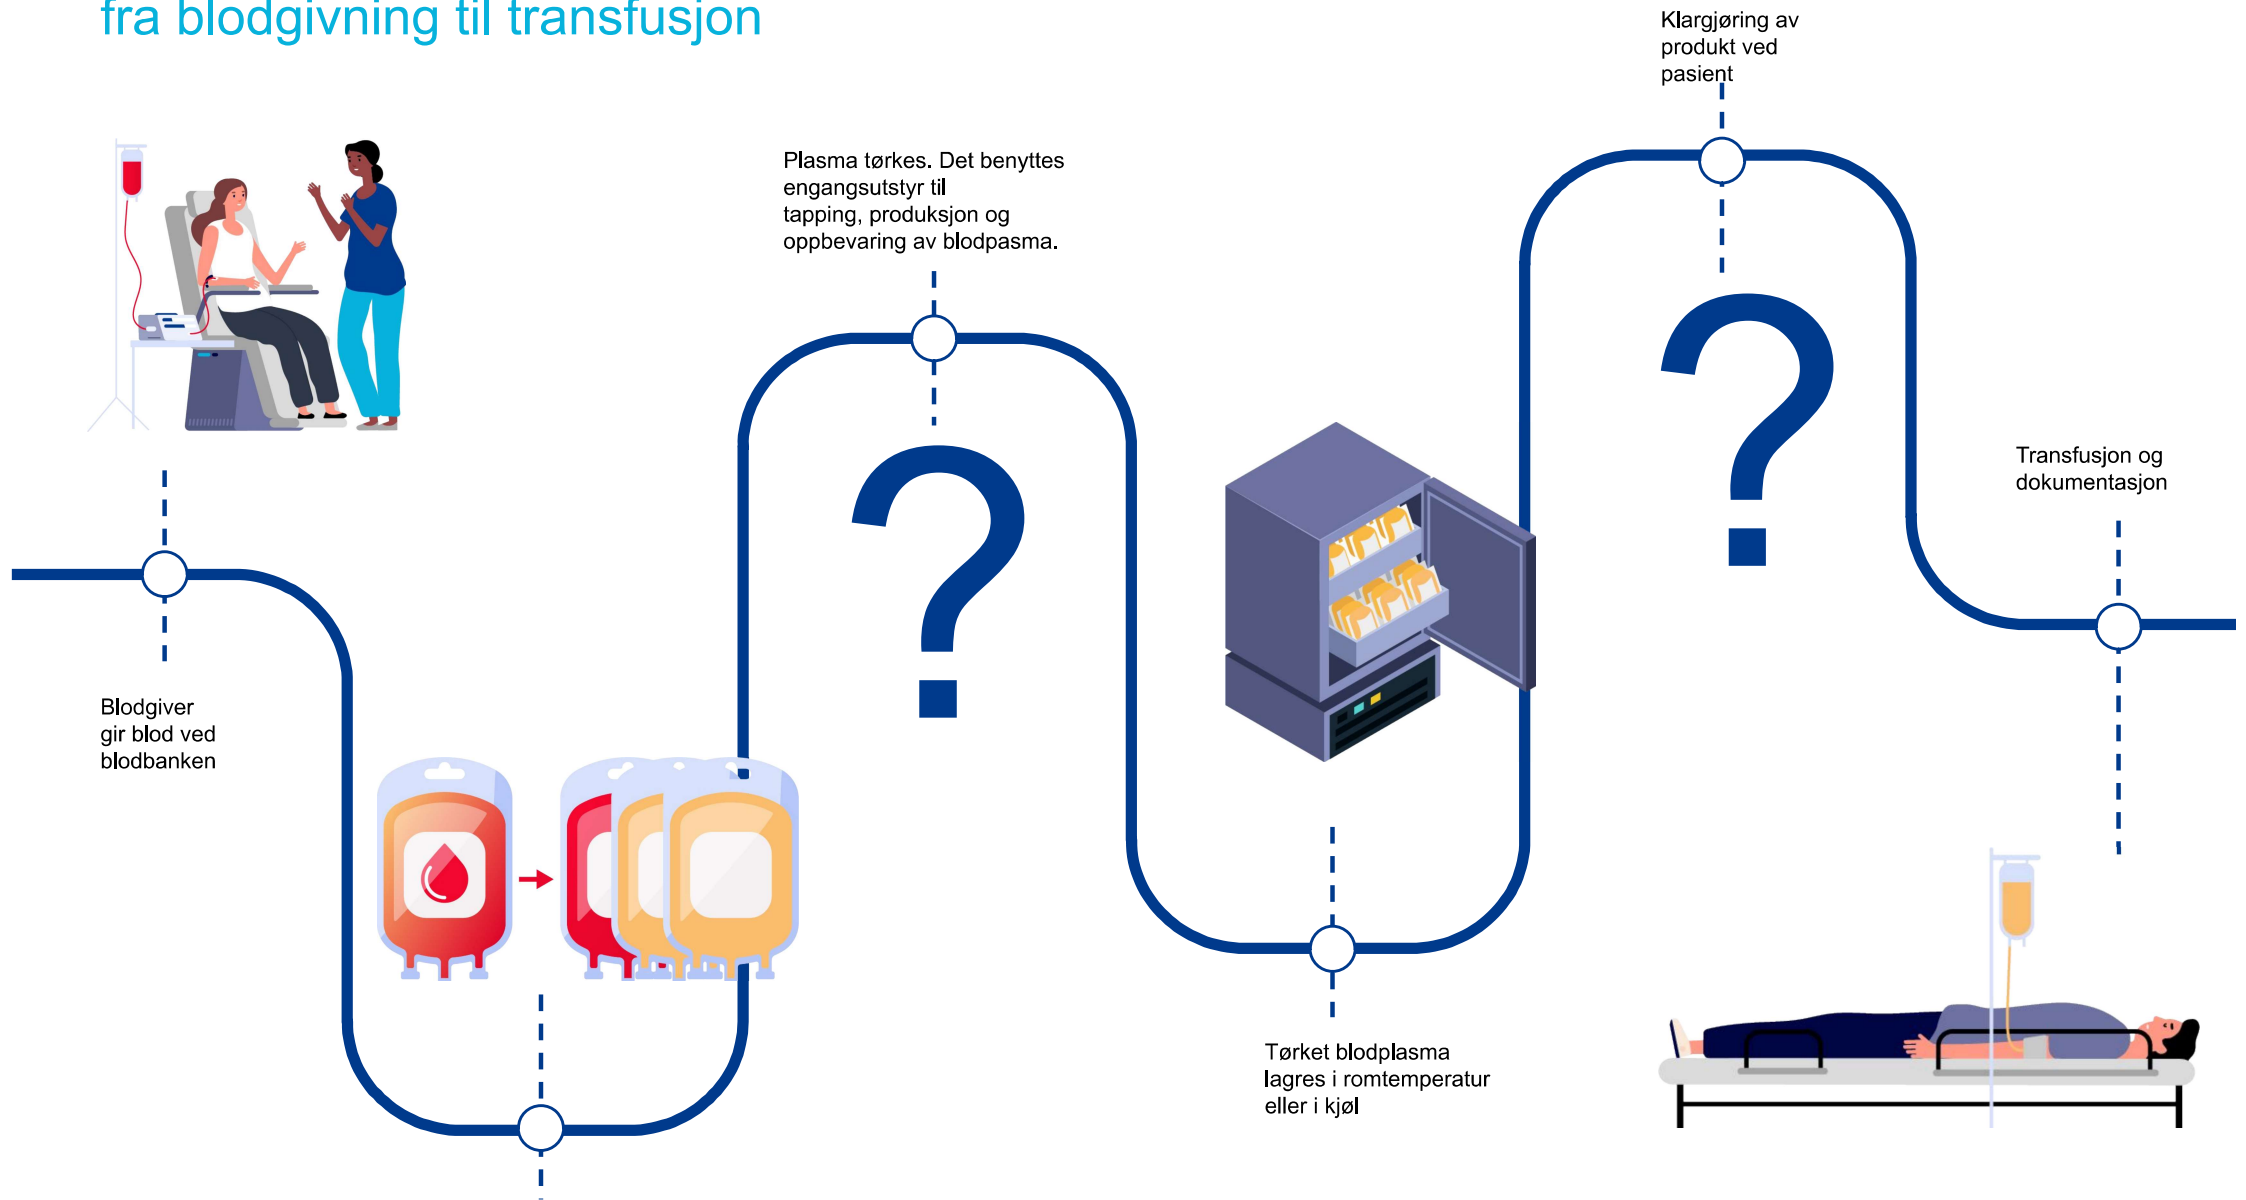 fra blodgivning til transfusjon
Klargjøring av
produkt ved
pasient
Plasma tørkes. Det benyttes
engangsutstyr til
tapping, produksjon og
oppbevaring av blodpasma.
Transfusjon og
dokumentasjon
Blodgiver
gir blod ved
blodbanken
Tørket blodplasma
lagres i romtemperatur
eller i kjøl
? 
?